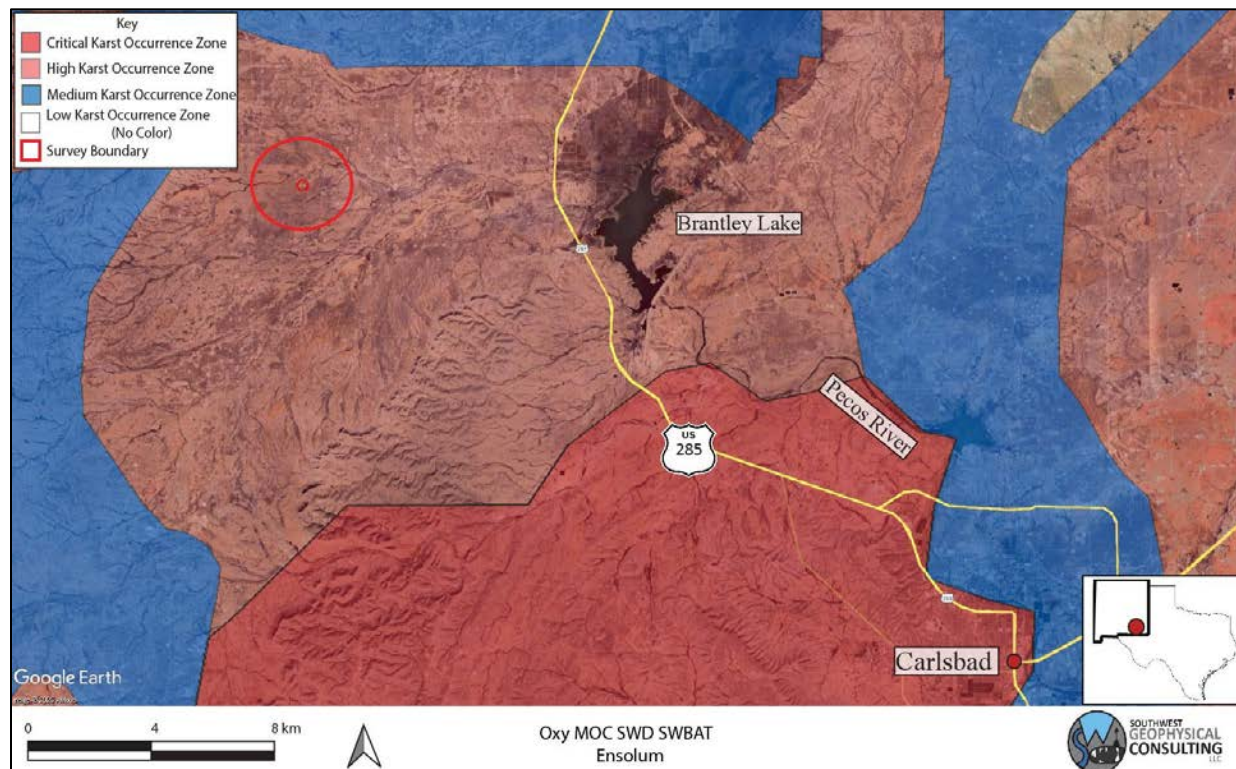 Key
Critical Karst Occurrence Zone
High Karst Occurrence Zone
Medium Karst Occurrence Zone
Low Karst Occurrence Zone
(No Color)
Survey Boundary
Brantley Lake
Pecos River
US
285
Carlsbad
Google Earth
0 4 8 km
Oxy MOC SWD SWBAT
Ensolum
SOUTHWEST
GEOPHYSICAL
CONSULTING
LLC